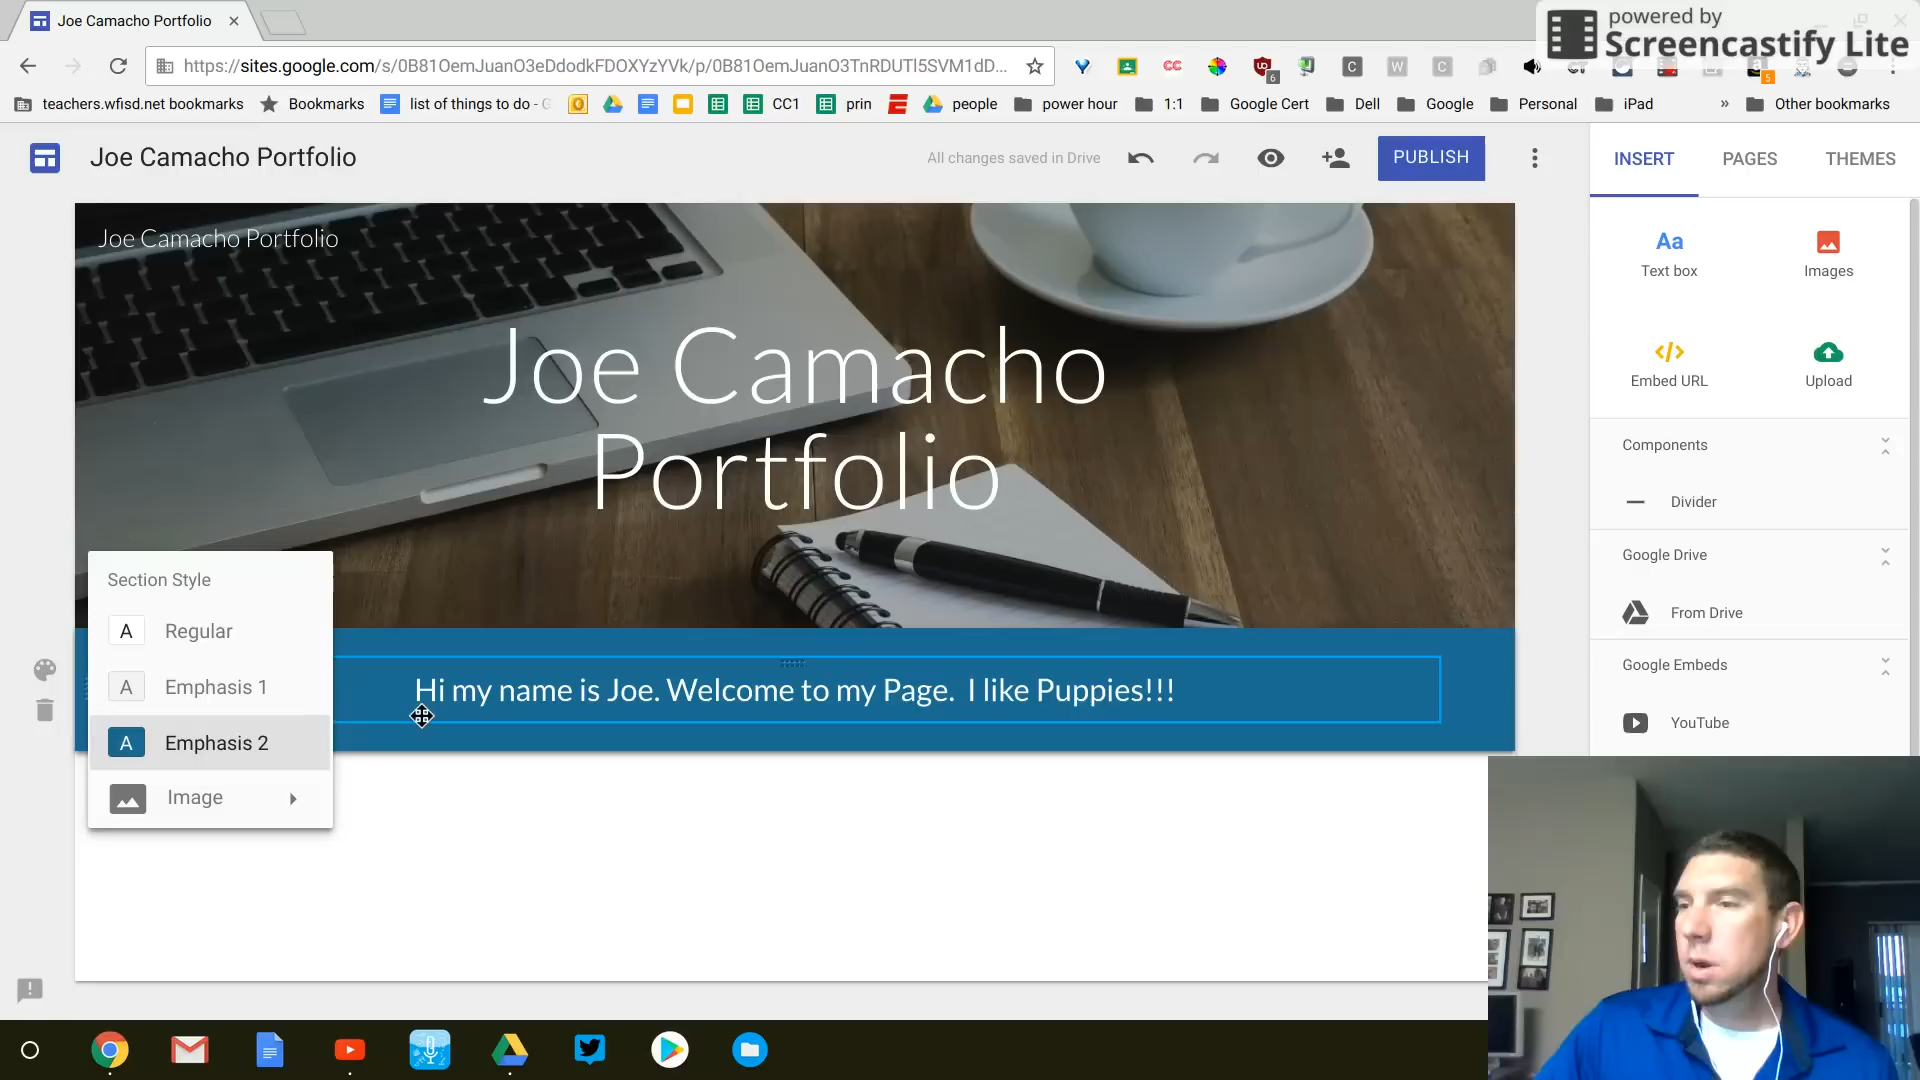 Joe Camacho Portfolio
powered by
Screencastify Lite
https://sites.google.com/s/0B81OemJuanO3eDdodkFDOXYzYVk/p/0B81OemJuanO3TnRDUTl5SVM1dD...
CC
6
C
W
C
5
teachers.wfisd.net bookmarks
Bookmarks
list of things to do - G
CC1
prin
people
power hour
1:1
Google Cert
Dell
Google
Personal
iPad
»
Other bookmarks
Joe Camacho Portfolio
All changes saved in Drive
PUBLISH
INSERT
PAGES
THEMES
Joe Camacho Portfolio
Joe Camacho
Portfolio
Aa
Text box
Images
Embed URL
Upload
Components
Divider
Google Drive
From Drive
Google Embeds
YouTube
Section Style
A Regular
A Emphasis 1
A Emphasis 2
Image
Hi my name is Joe. Welcome to my Page.  I like Puppies!!!